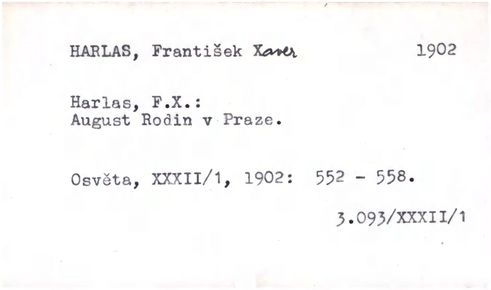 HARLAS, František Xaver 1902
Harlas, F.X.:
August Rodin v Praze.
Osvěta, XXXII/1, 1902: 552 - 558.
3.093/XXXII/1